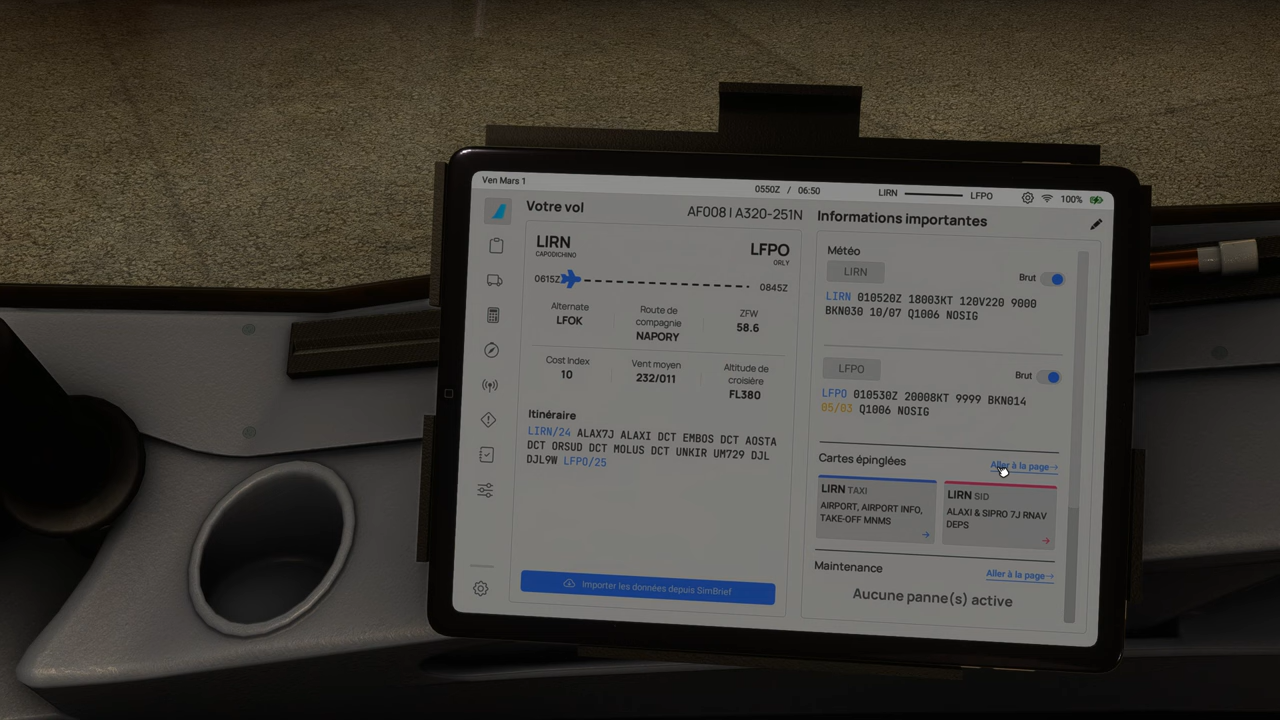 Ven Mars 1
0550Z / 06:50
LIRN
LFPO
100%
Votre vol
AF008 | A320-251N
LIRN
CAPODICHINO
LFPO
ORLY
0615Z
0845Z
Alternate
LFOK
Route de
compagnie
NAPORY
ZFW
58.6
Cost Index
10
Vent moyen
232/011
Altitude de
croisière
FL380
Itinéraire
LIRN/24 ALAX7J ALAXI DCT EMBOS DCT AOSTA
DCT ORSUD DCT MOLUS DCT UNKIR UM729 DJL
DJL9W LFPO/25
Importer les données depuis SimBrief
Informations importantes
Météo
LIRN
Brut
LIRN 010520Z 18003KT 120V220 9000
BKN030 10/07 Q1006 NOSIG
LFPO
Brut
LFPO 010530Z 20008KT 9999 BKN014
05/03 Q1006 NOSIG
Cartes épinglées
Aller à la page→
LIRN TAXI
AIRPORT, AIRPORT INFO,
TAKE-OFF MNMS
LIRN SID
ALAXI & SIPRO 7J RNAV
DEPS
Maintenance
Aller à la page→
Aucune panne(s) active